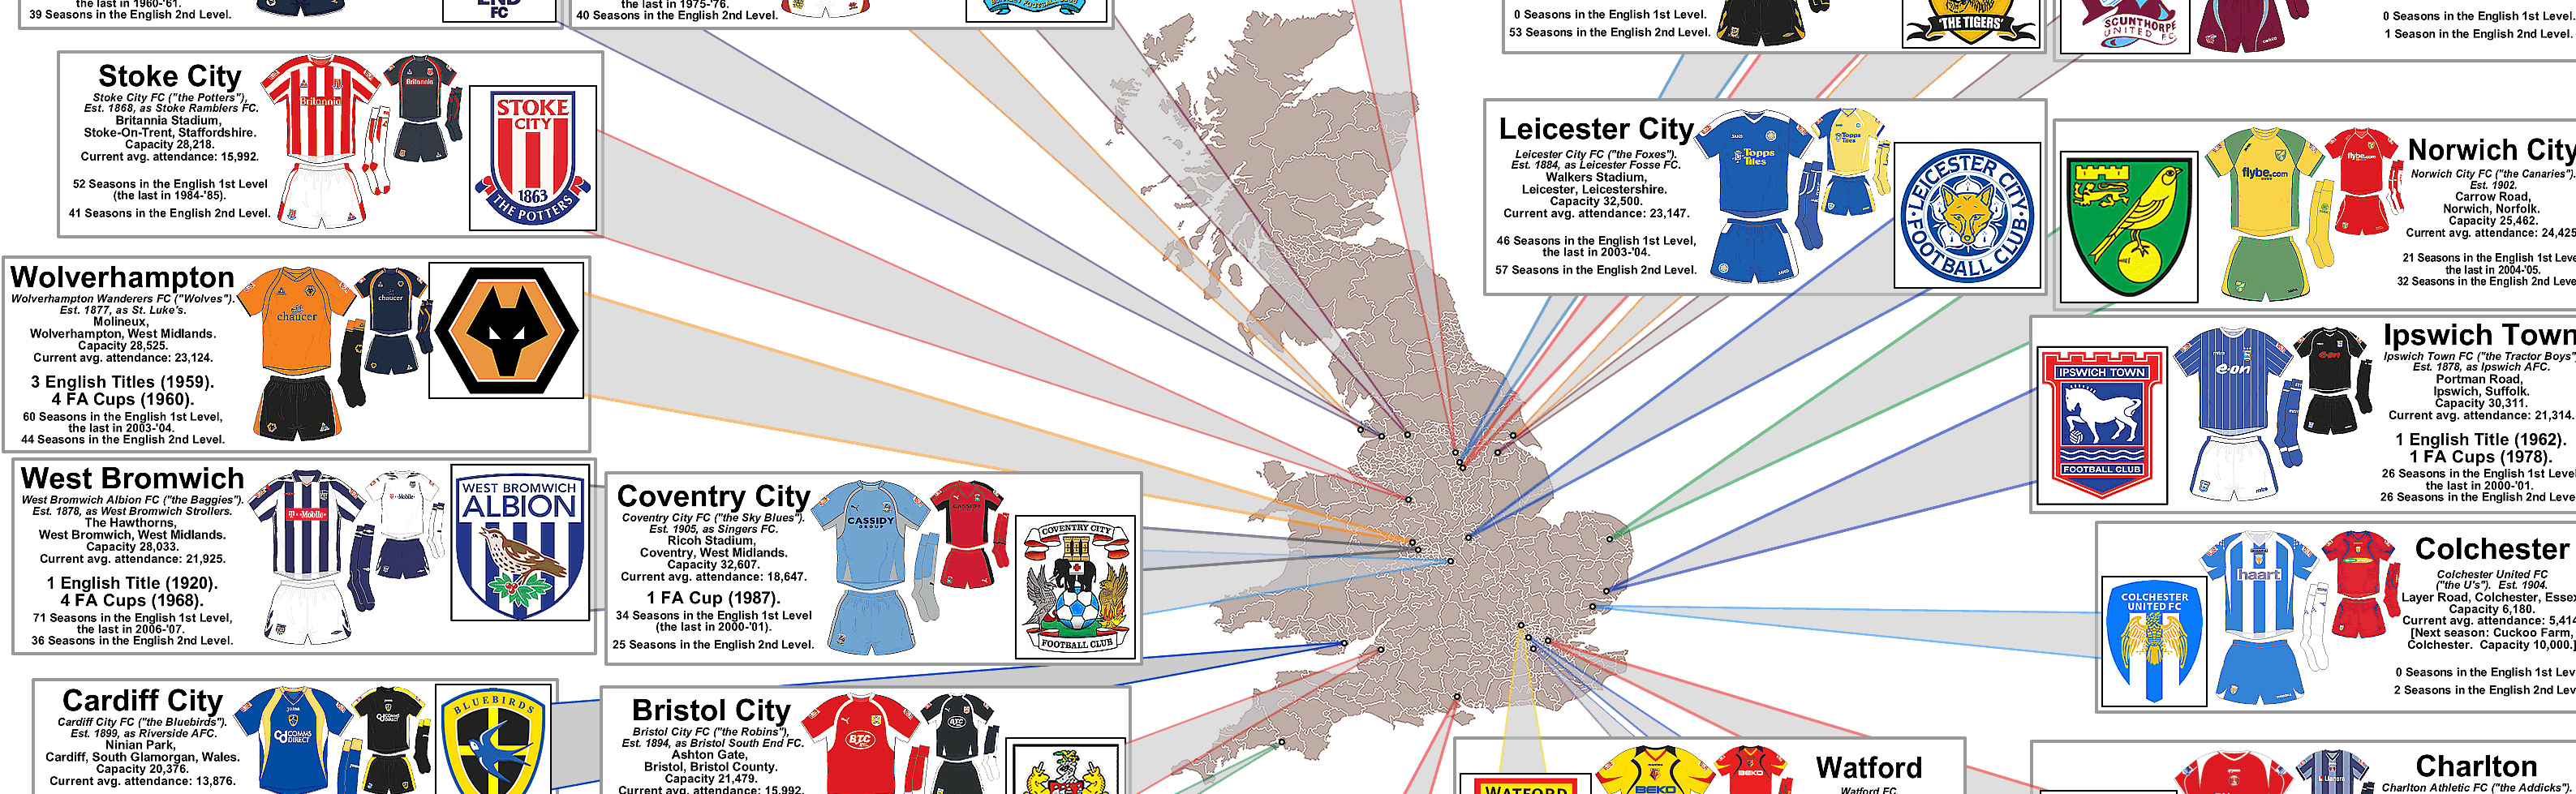 the last in 1960-'61.
39 Seasons in the English 2nd Level.
END
FC
the last in 1975-'76.
40 Seasons in the English 2nd Level.
0 Seasons in the English 1st Level.
53 Seasons in the English 2nd Level.
'THE TIGERS'
SCUNTHORPE
UNITED F.C.
0 Seasons in the English 1st Level.
1 Season in the English 2nd Level.
Stoke City
Stoke City FC ("the Potters"),
Est. 1868, as Stoke Ramblers FC.
Britannia Stadium,
Stoke-On-Trent, Staffordshire.
Capacity 28,218.
Current avg. attendance: 15,992.
52 Seasons in the English 1st Level
(the last in 1984-'85).
41 Seasons in the English 2nd Level.
Britannia
Britannia
STOKE
CITY
1863
THE POTTERS
Leicester City
Leicester City FC ("the Foxes").
Est. 1884, as Leicester Fosse FC.
Walkers Stadium,
Leicester, Leicestershire.
Capacity 32,500.
Current avg. attendance: 23,147.
46 Seasons in the English 1st Level,
the last in 2003-'04.
57 Seasons in the English 2nd Level.
Topps
Tiles
Topps
Tiles
LEICESTER CITY
FOOTBALL CLUB
Norwich City
Norwich City FC ("the Canaries").
Est. 1902.
Carrow Road,
Norwich, Norfolk.
Capacity 25,462.
Current avg. attendance: 24,425
21 Seasons in the English 1st Leve
the last in 2004-'05.
32 Seasons in the English 2nd Leve
flybe.com
flybe.com
Wolverhampton
Wolverhampton Wanderers FC ("Wolves").
Est. 1877, as St. Luke's.
Molineux,
Wolverhampton, West Midlands.
Capacity 28,525.
Current avg. attendance: 23,124.
3 English Titles (1959).
4 FA Cups (1960).
60 Seasons in the English 1st Level,
the last in 2003-'04.
44 Seasons in the English 2nd Level.
chaucer
chaucer
Ipswich Town
Ipswich Town FC ("the Tractor Boys"
Est. 1878, as Ipswich AFC.
Portman Road,
Ipswich, Suffolk.
Capacity 30,311.
Current avg. attendance: 21,314.
1 English Title (1962).
1 FA Cups (1978).
26 Seasons in the English 1st Level
the last in 2000-'01.
26 Seasons in the English 2nd Level
IPSWICH TOWN
FOOTBALL CLUB
e-on
e-on
West Bromwich
West Bromwich Albion FC ("the Baggies").
Est. 1878, as West Bromwich Strollers.
The Hawthorns,
West Bromwich, West Midlands.
Capacity 28,033.
Current avg. attendance: 21,925.
1 English Title (1920).
4 FA Cups (1968).
71 Seasons in the English 1st Level,
the last in 2006-'07.
36 Seasons in the English 2nd Level.
T-Mobile
T-Mobile
WEST BROMWICH
ALBION
Coventry City
Coventry City FC ("the Sky Blues").
Est. 1905, as Singers FC.
Ricoh Stadium,
Coventry, West Midlands.
Capacity 32,607.
Current avg. attendance: 18,647.
1 FA Cup (1987).
34 Seasons in the English 1st Level
(the last in 2000-'01).
25 Seasons in the English 2nd Level.
CASSIDY
GROUP
CASSIDY
COVENTRY CITY
FOOTBALL CLUB
Colchester
Colchester United FC
("the U's"). Est. 1904.
Layer Road, Colchester, Essex
Capacity 6,180.
Current avg. attendance: 5,414
[Next season: Cuckoo Farm,
Colchester. Capacity 10,000.]
0 Seasons in the English 1st Leve
2 Seasons in the English 2nd Leve
COLCHESTER
UNITED FC
haart
Cardiff City
Cardiff City FC ("the Bluebirds").
Est. 1899, as Riverside AFC.
Ninian Park,
Cardiff, South Glamorgan, Wales.
Capacity 20,376.
Current avg. attendance: 13,876.
COMMS
DIRECT
BLUEBIRDS
Bristol City
Bristol City FC ("the Robins"),
Est. 1894, as Bristol South End FC.
Ashton Gate,
Bristol, Bristol County.
Capacity 21,479.
Current avg. attendance: 15,992.
BTC
BTC
Watford
Watford FC
WATFORD
BEKO
BEKO
Charlton
Charlton Athletic FC ("the Addicks").